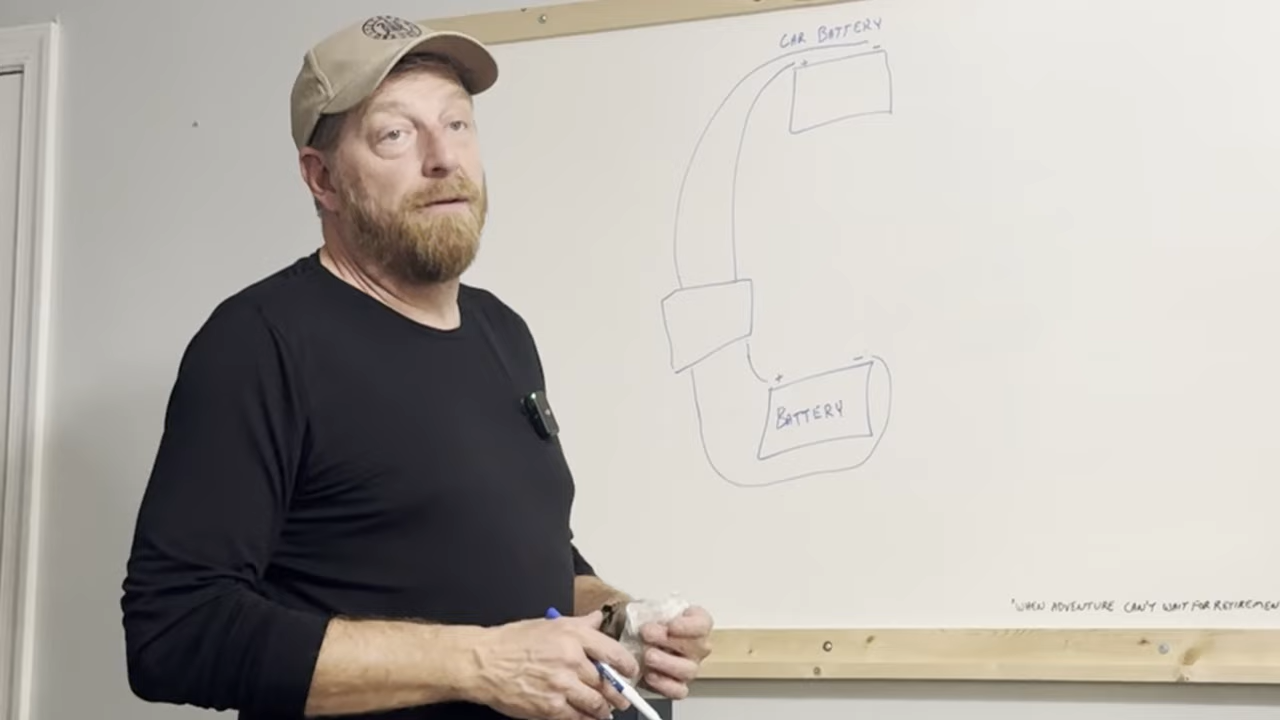 CAR BATTERY
+ -
+ -
BATTERY
"WHEN ADVENTURE CAN'T WAIT FOR RETIREMEN